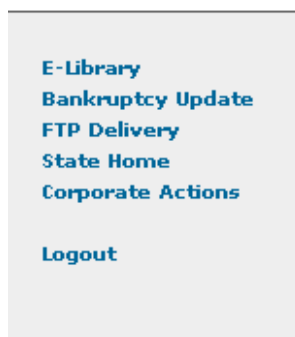 E-Library
Bankruptcy Update
FTP Delivery
State Home
Corporate Actions
Logout